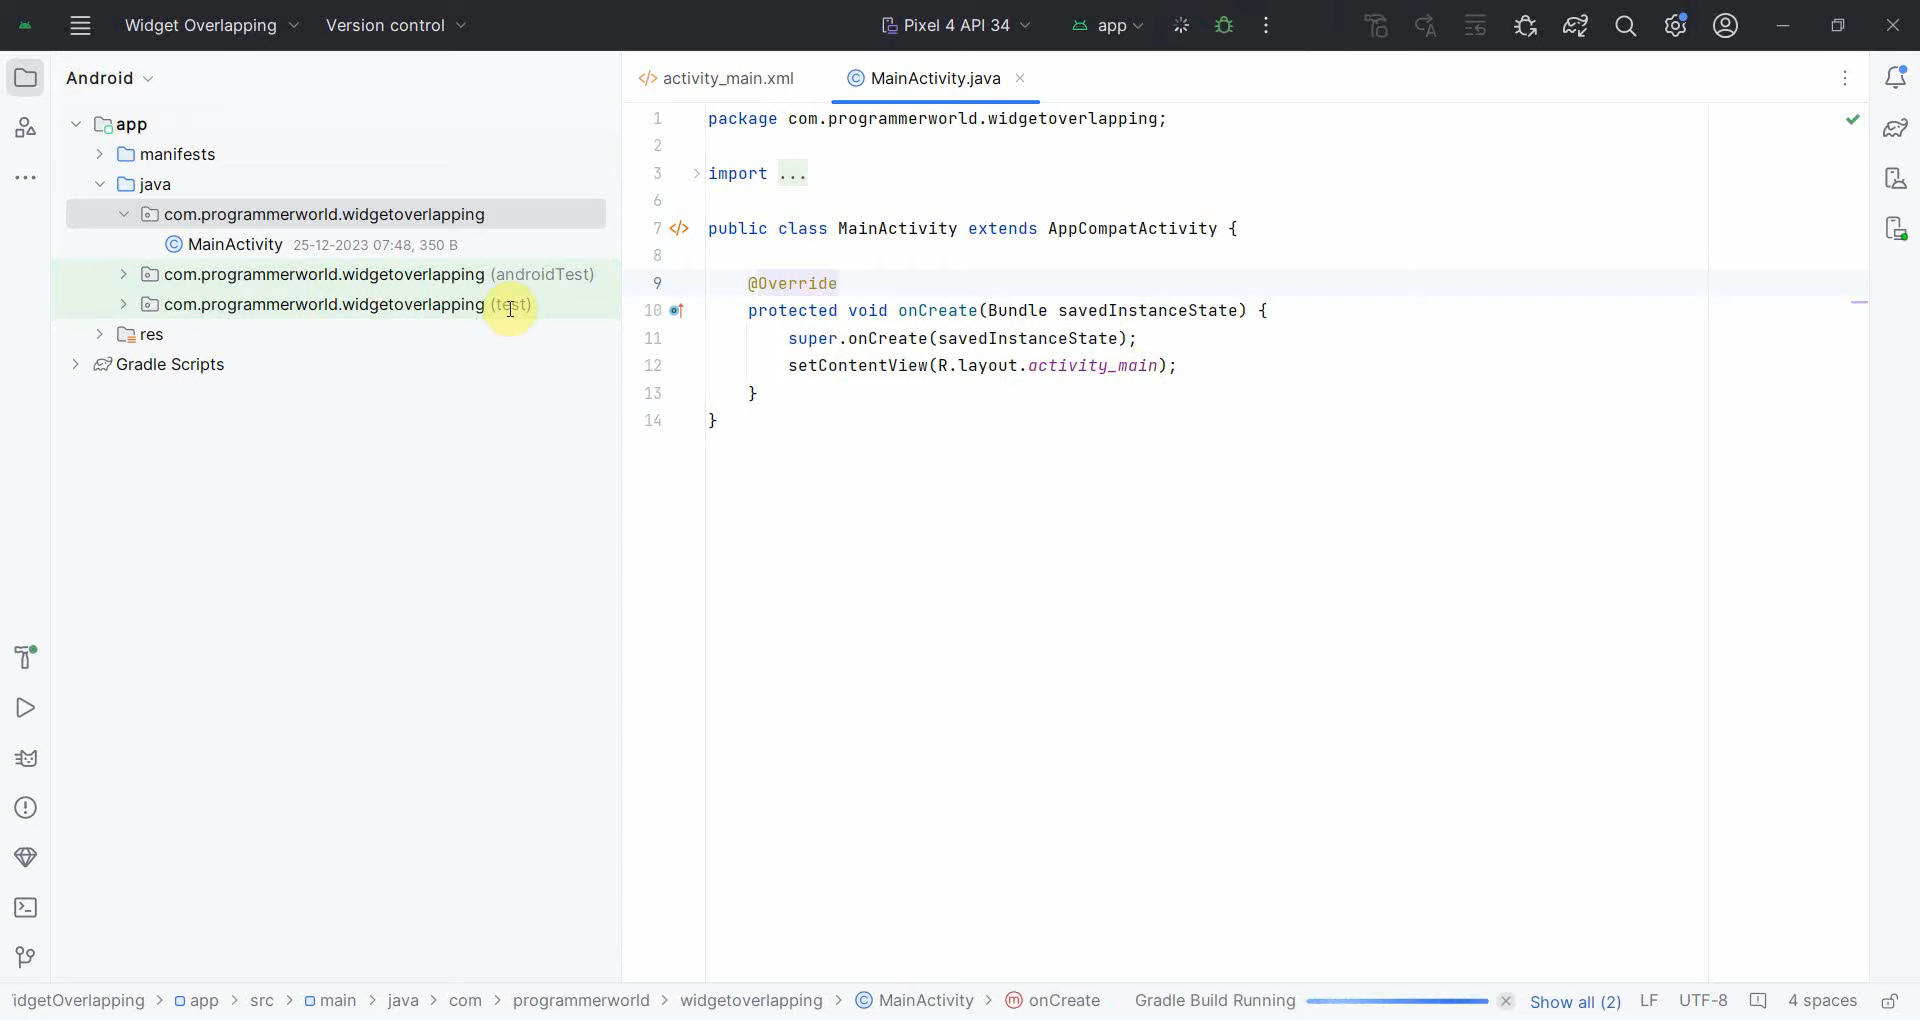 Widget Overlapping Version control Pixel 4 API 34 app
Android
app
manifests
java
com.programmerworld.widgetoverlapping
MainActivity 25-12-2023 07:48, 350 B
com.programmerworld.widgetoverlapping (androidTest)
com.programmerworld.widgetoverlapping (test)
res
Gradle Scripts
activity_main.xml MainActivity.java
1 package com.programmerworld.widgetoverlapping;
2
3 import ...
6
7 public class MainActivity extends AppCompatActivity {
8
9 @Override
10 protected void onCreate(Bundle savedInstanceState) {
11 super.onCreate(savedInstanceState);
12 setContentView(R.layout.activity_main);
13 }
14 }
idgetOverlapping > app > src > main > java > com > programmerworld > widgetoverlapping > MainActivity > onCreate Gradle Build Running Show all (2) LF UTF-8 4 spaces